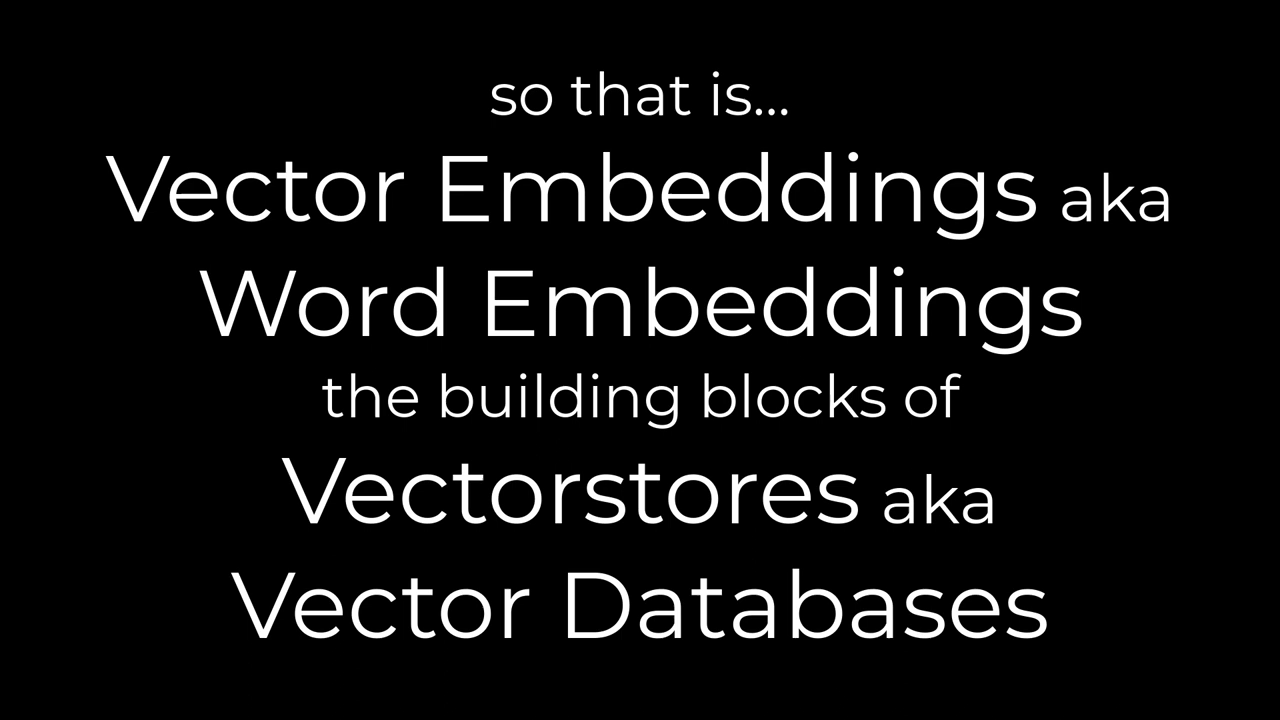 so that is...
Vector Embeddings aka
Word Embeddings
the building blocks of
Vectorstores aka
Vector Databases